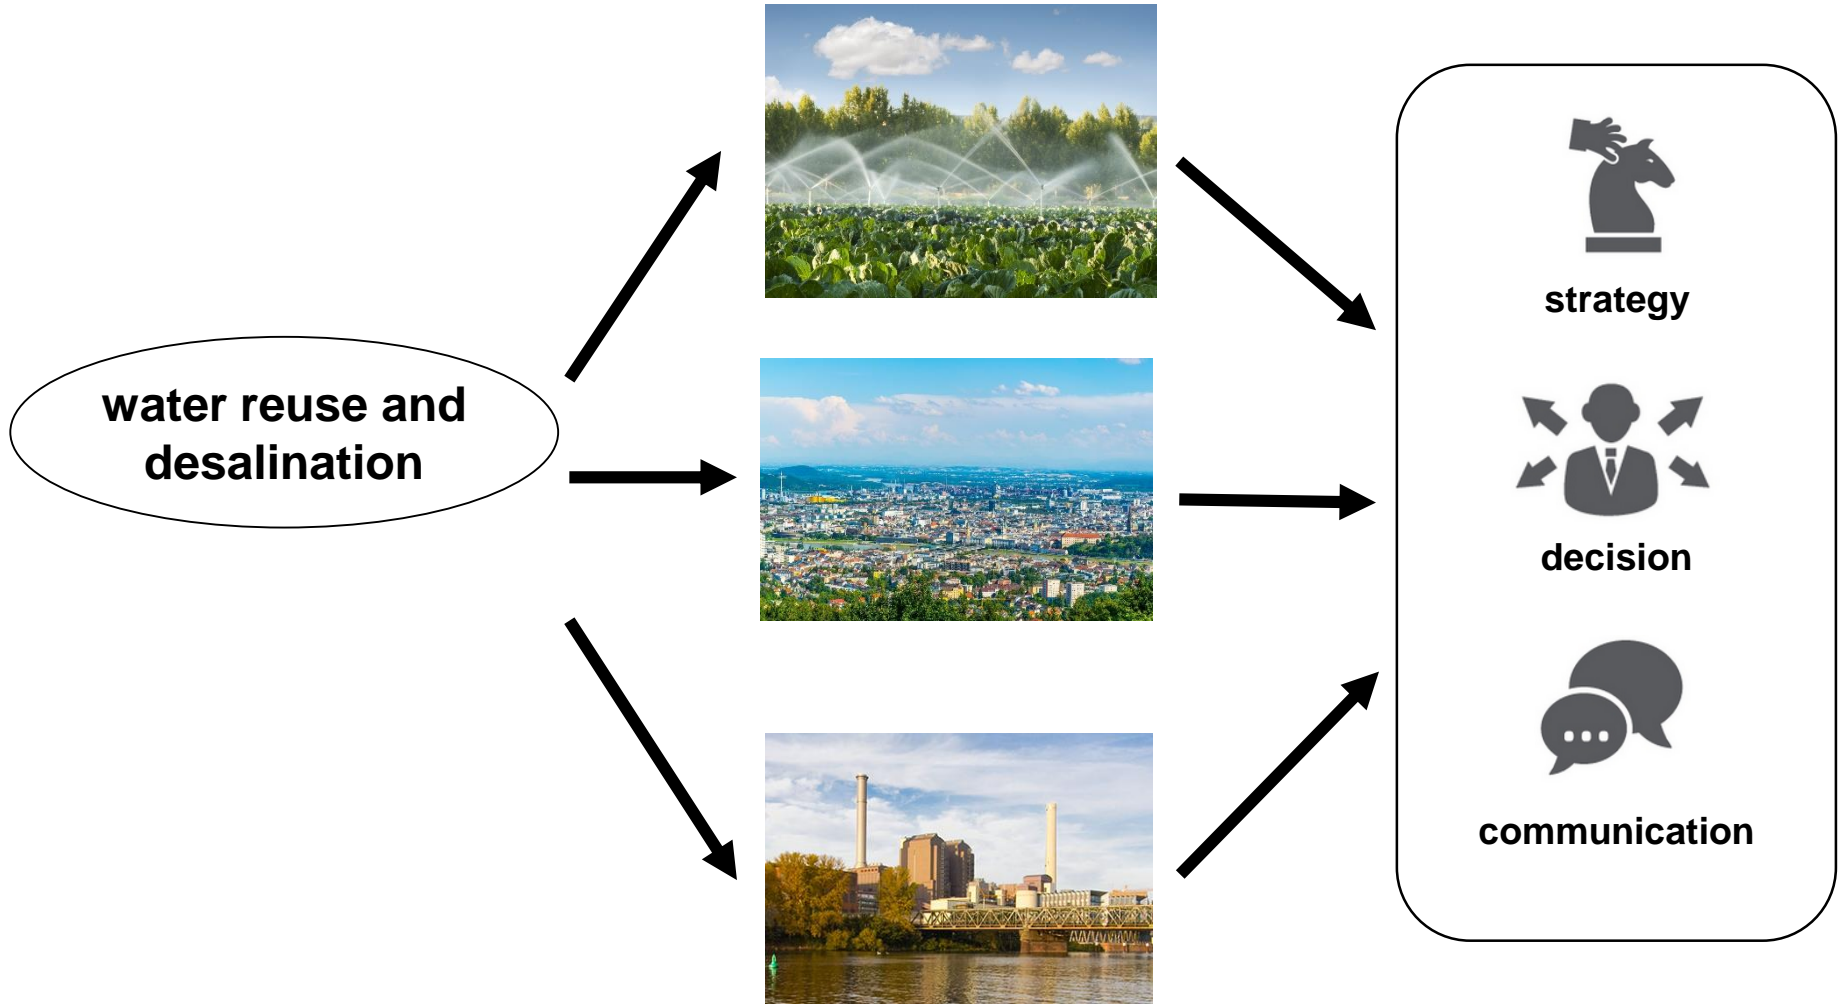 water reuse and
desalination
strategy
decision
communication